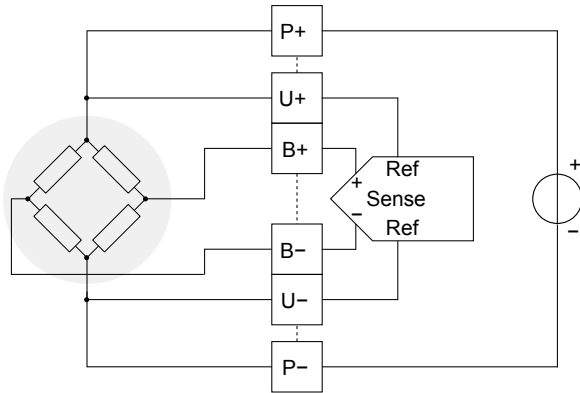 P+
U+
B+
+ Ref
− Sense
Ref
+
−
B−
U−
P−